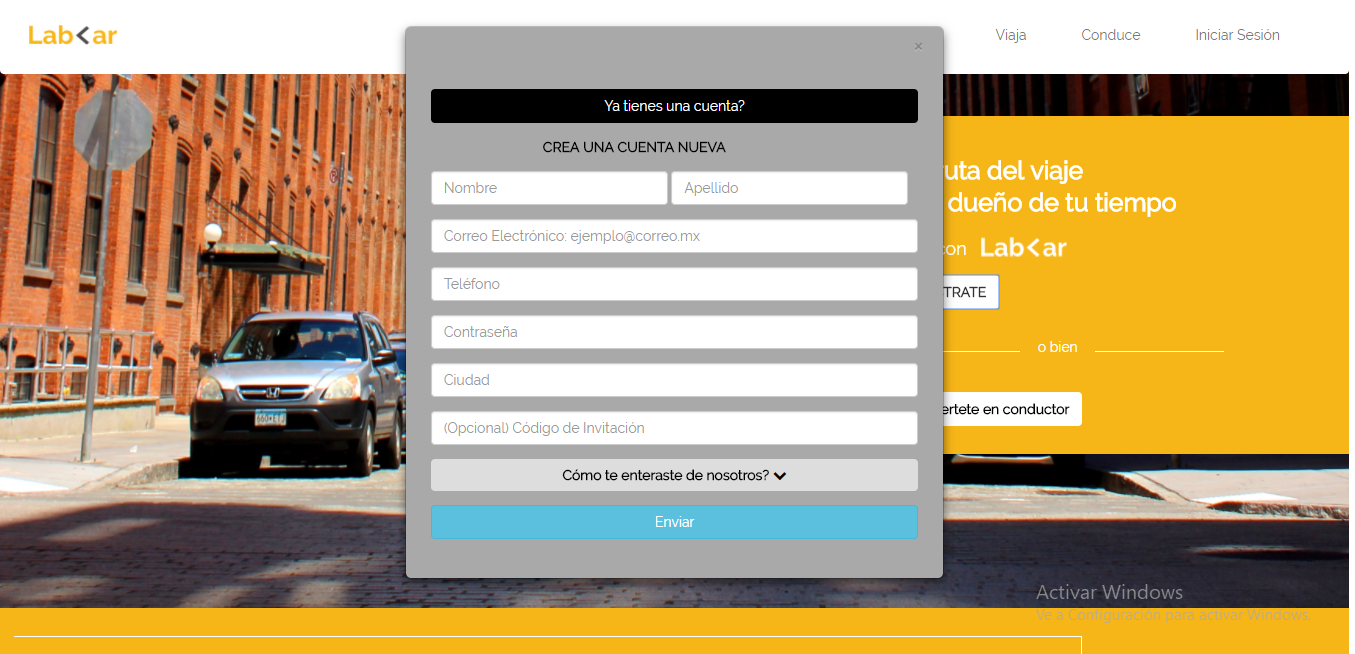 Lab<ar
Viaja
Conduce
Iniciar Sesión
×
Ya tienes una cuenta?
CREA UNA CUENTA NUEVA
Nombre
Apellido
Correo Electrónico: ejemplo@correo.mx
Teléfono
Contraseña
Ciudad
(Opcional) Código de Invitación
Cómo te enteraste de nosotros?
Enviar
uta del viaje
dueño de tu tiempo
con Lab<ar
TRATE
o bien
ertete en conductor
Activar Windows
Ve a Configuración para activar Windows.